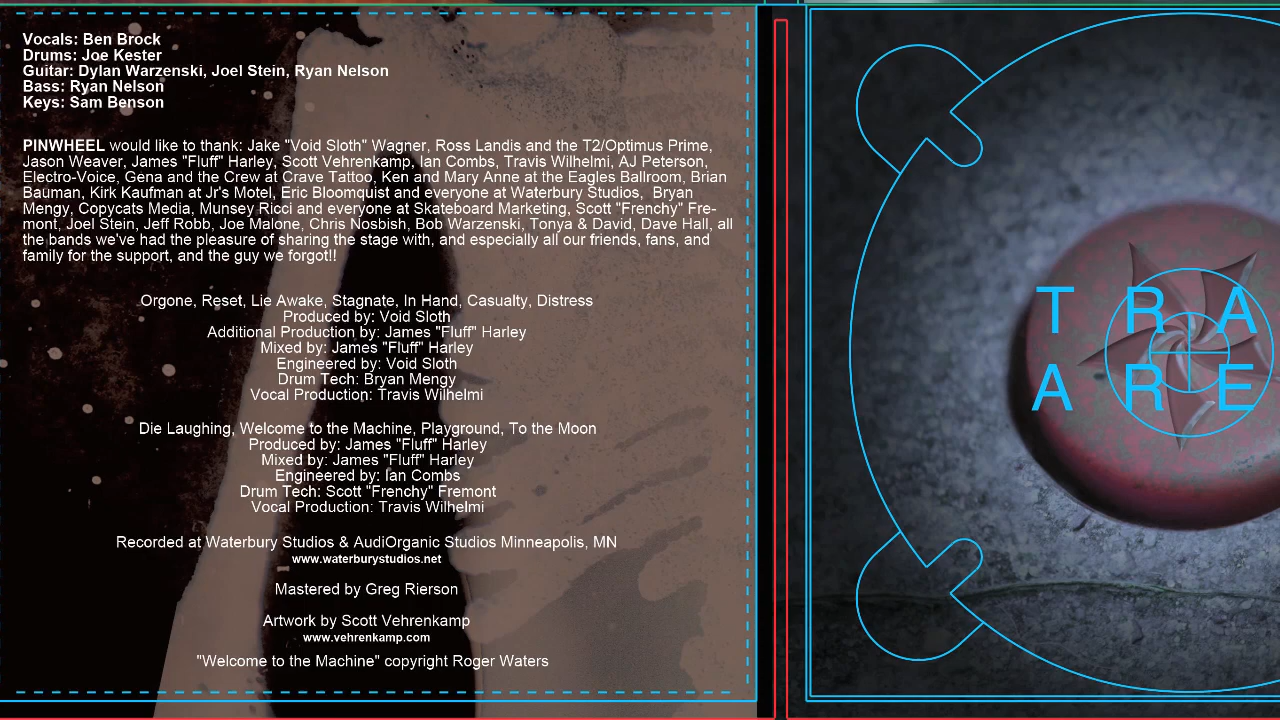 Vocals: Ben Brock
Drums: Joe Kester
Guitar: Dylan Warzenski, Joel Stein, Ryan Nelson
Bass: Ryan Nelson
Keys: Sam Benson
PINWHEEL would like to thank: Jake "Void Sloth" Wagner, Ross Landis and the T2/Optimus Prime,
Jason Weaver, James "Fluff" Harley, Scott Vehrenkamp, Ian Combs, Travis Wilhelmi, AJ Peterson,
Electro-Voice, Gena and the Crew at Crave Tattoo, Ken and Mary Anne at the Eagles Ballroom, Brian
Bauman, Kirk Kaufman at Jr's Motel, Eric Bloomquist and everyone at Waterbury Studios,  Bryan
Mengy, Copycats Media, Munsey Ricci and everyone at Skateboard Marketing, Scott "Frenchy" Fre-
mont, Joel Stein, Jeff Robb, Joe Malone, Chris Nosbish, Bob Warzenski, Tonya & David, Dave Hall, all
the bands we've had the pleasure of sharing the stage with, and especially all our friends, fans, and
family for the support, and the guy we forgot!!
Orgone, Reset, Lie Awake, Stagnate, In Hand, Casualty, Distress
Produced by: Void Sloth
Additional Production by: James "Fluff" Harley
Mixed by: James "Fluff" Harley
Engineered by: Void Sloth
Drum Tech: Bryan Mengy
Vocal Production: Travis Wilhelmi
Die Laughing, Welcome to the Machine, Playground, To the Moon
Produced by: James "Fluff" Harley
Mixed by: James "Fluff" Harley
Engineered by: Ian Combs
Drum Tech: Scott "Frenchy" Fremont
Vocal Production: Travis Wilhelmi
Recorded at Waterbury Studios & AudiOrganic Studios Minneapolis, MN
www.waterburystudios.net
Mastered by Greg Rierson
Artwork by Scott Vehrenkamp
www.vehrenkamp.com
"Welcome to the Machine" copyright Roger Waters
T R A
A R E